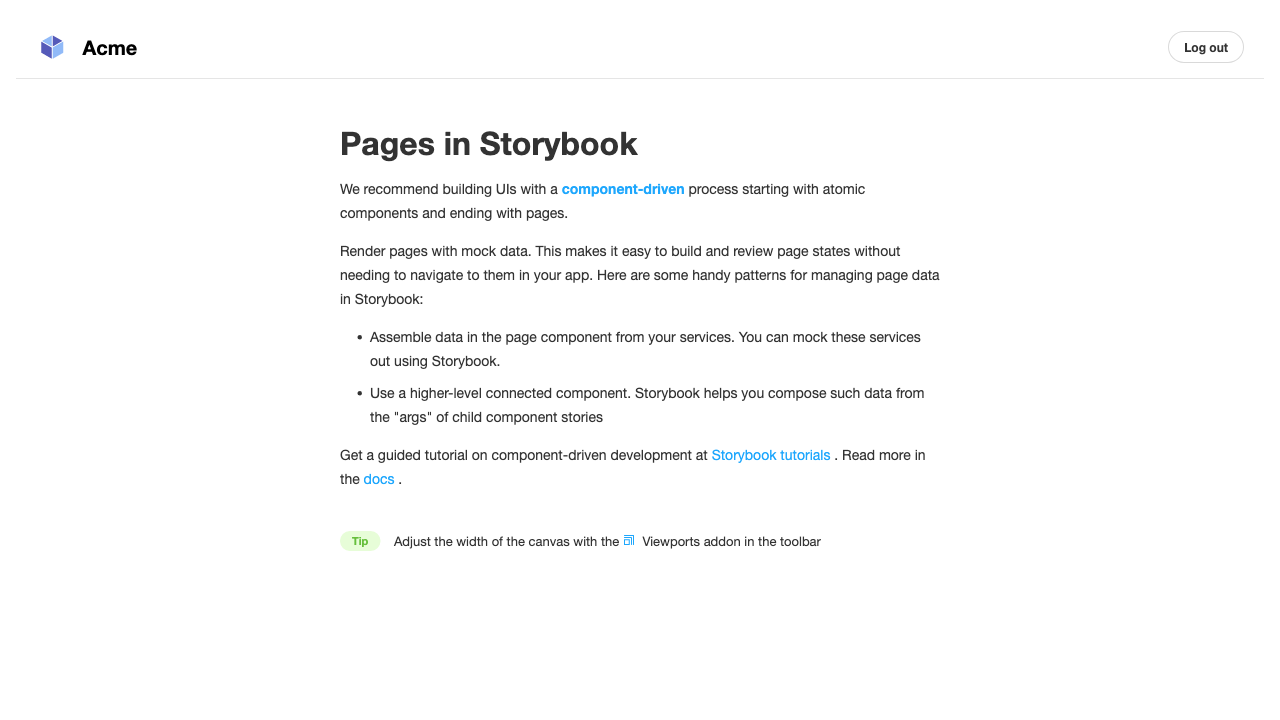 Acme
Log out
Pages in Storybook
We recommend building UIs with a component-driven process starting with atomic
components and ending with pages.
Render pages with mock data. This makes it easy to build and review page states without
needing to navigate to them in your app. Here are some handy patterns for managing page data
in Storybook:
• Assemble data in the page component from your services. You can mock these services
out using Storybook.
• Use a higher-level connected component. Storybook helps you compose such data from
the "args" of child component stories
Get a guided tutorial on component-driven development at Storybook tutorials . Read more in
the docs .
Tip Adjust the width of the canvas with the Viewports addon in the toolbar